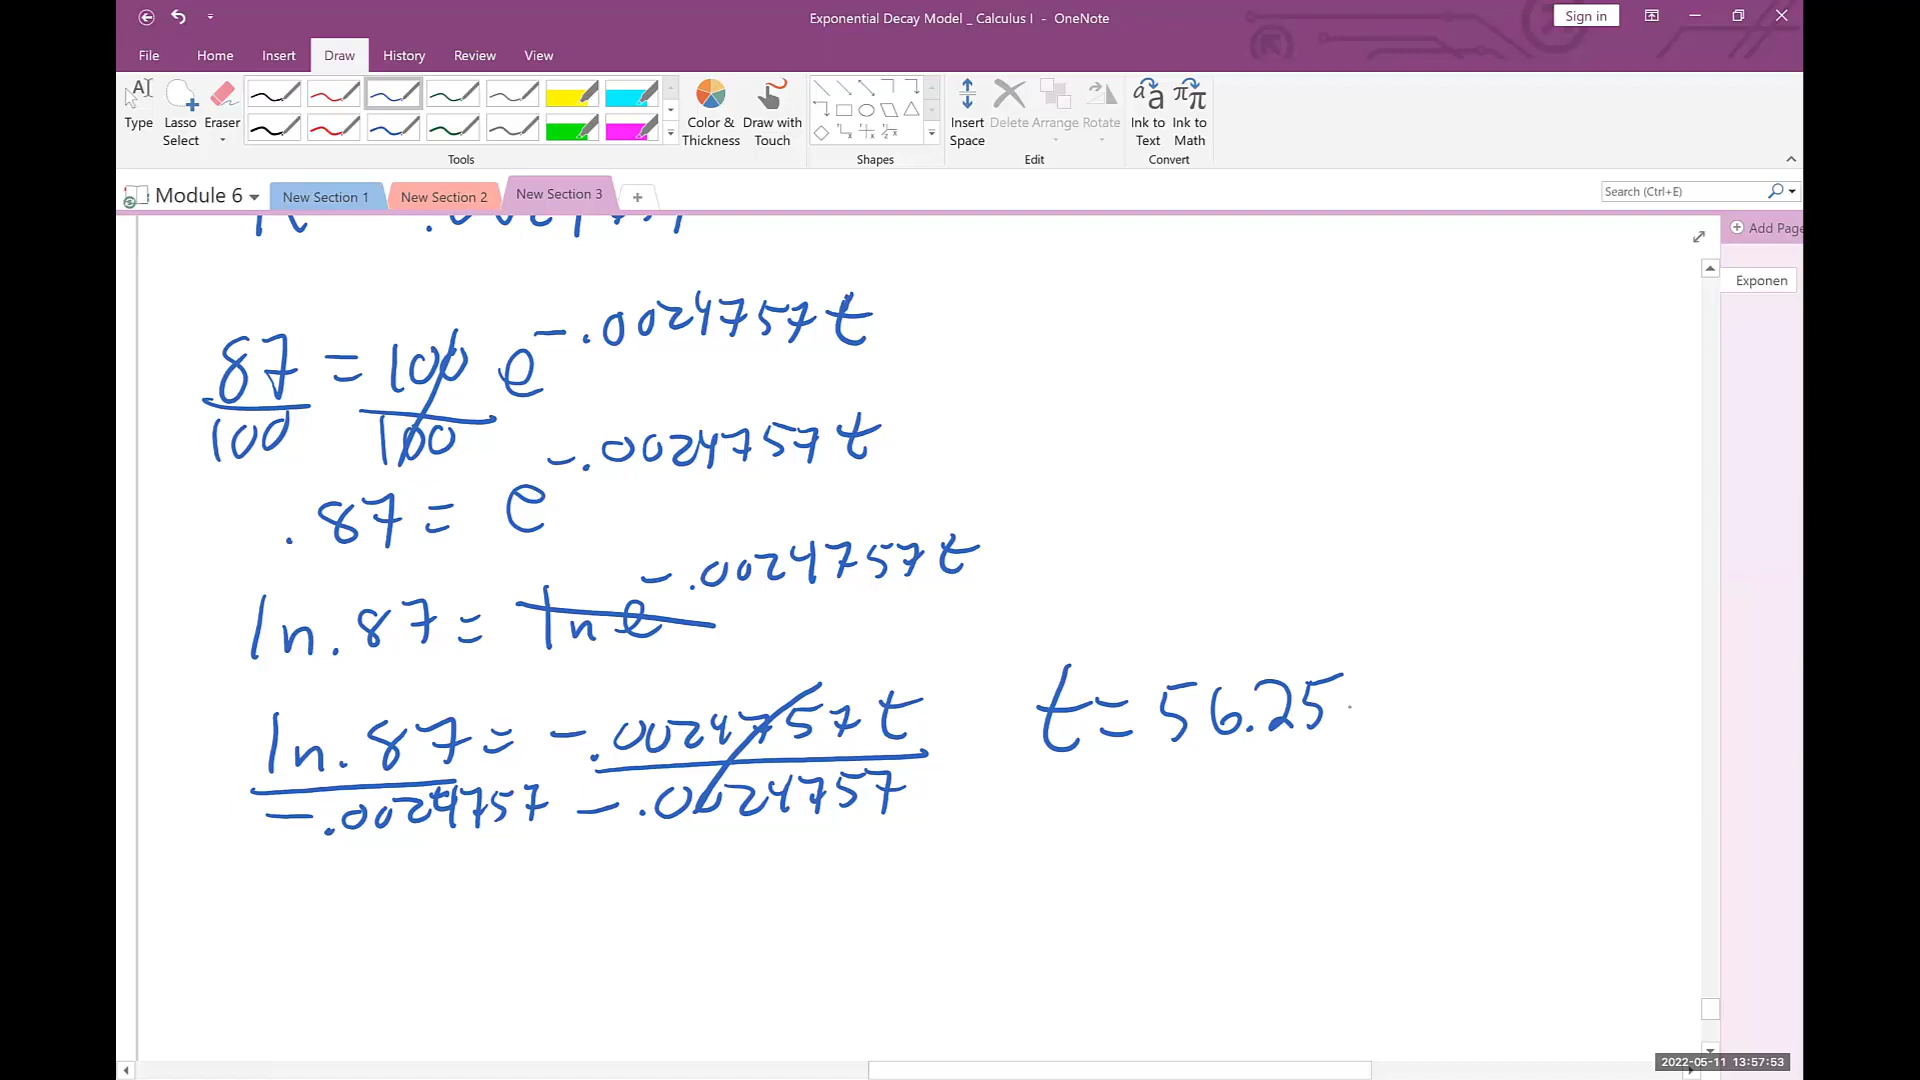 Exponential Decay Model _ Calculus I - OneNote
Sign in
File Home Insert Draw History Review View
Type
Lasso Select
Eraser
Color & Thickness
Draw with Touch
Insert Space
Delete
Arrange
Rotate
Ink to Text
Ink to Math
Tools
Shapes
Edit
Convert
Module 6
New Section 1
New Section 2
New Section 3
Search (Ctrl+E)
Add Page
Exponen
87/100 = 100/100 e^-.0024757t
.87 = e^-.0024757t
ln.87 = ln e^-.0024757t
ln.87/-.0024757 = -.0024757t/-.0024757
t = 56.25
2022-05-11 13:57:53